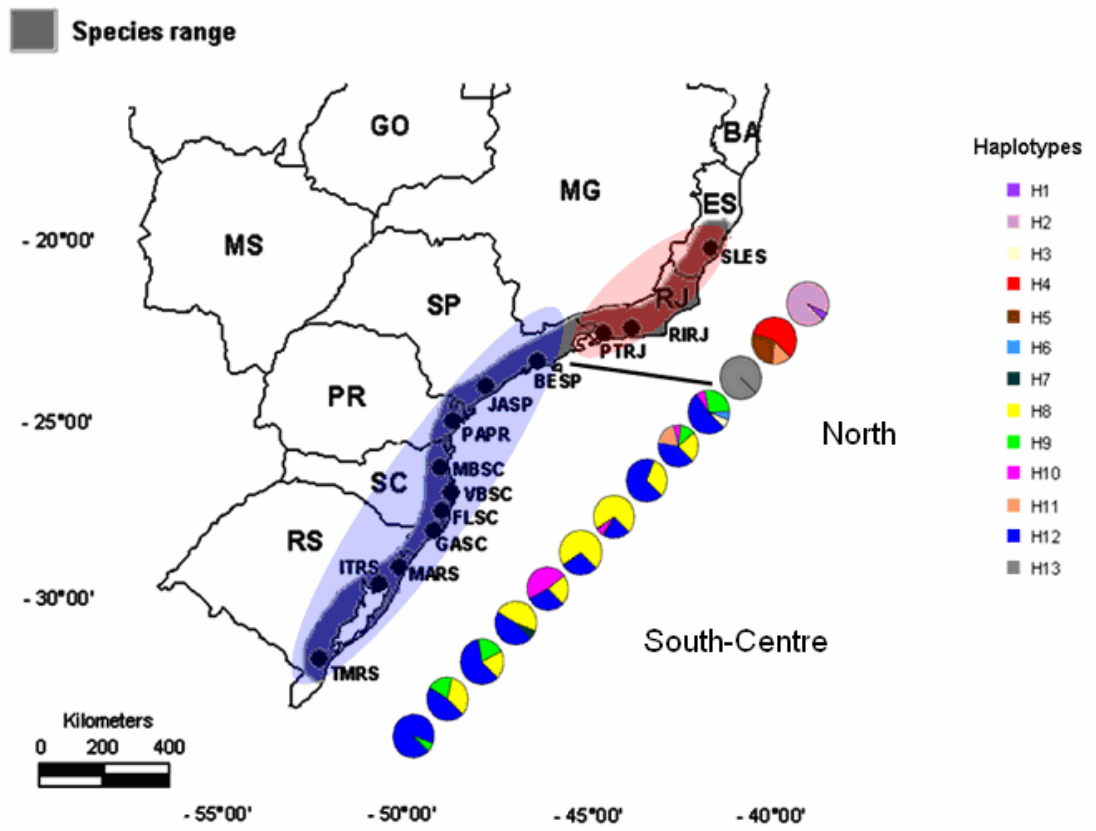 Species range
GO
BA
MG
ES
Haplotypes
H1
H2
H3
H4
H5
H6
H7
H8
H9
H10
H11
H12
H13
- 20°00'
MS
SLES
SP
RJ
RIRJ
PTRJ
BESP
PR
JASP
- 25°00'
PAPR
North
MBSC
SC
VBSC
FLSC
RS
GASC
ITRS
MARS
- 30°00'
South-Centre
TMRS
Kilometers
0 200 400
- 55°00' - 50°00' - 45°00' - 40°00'